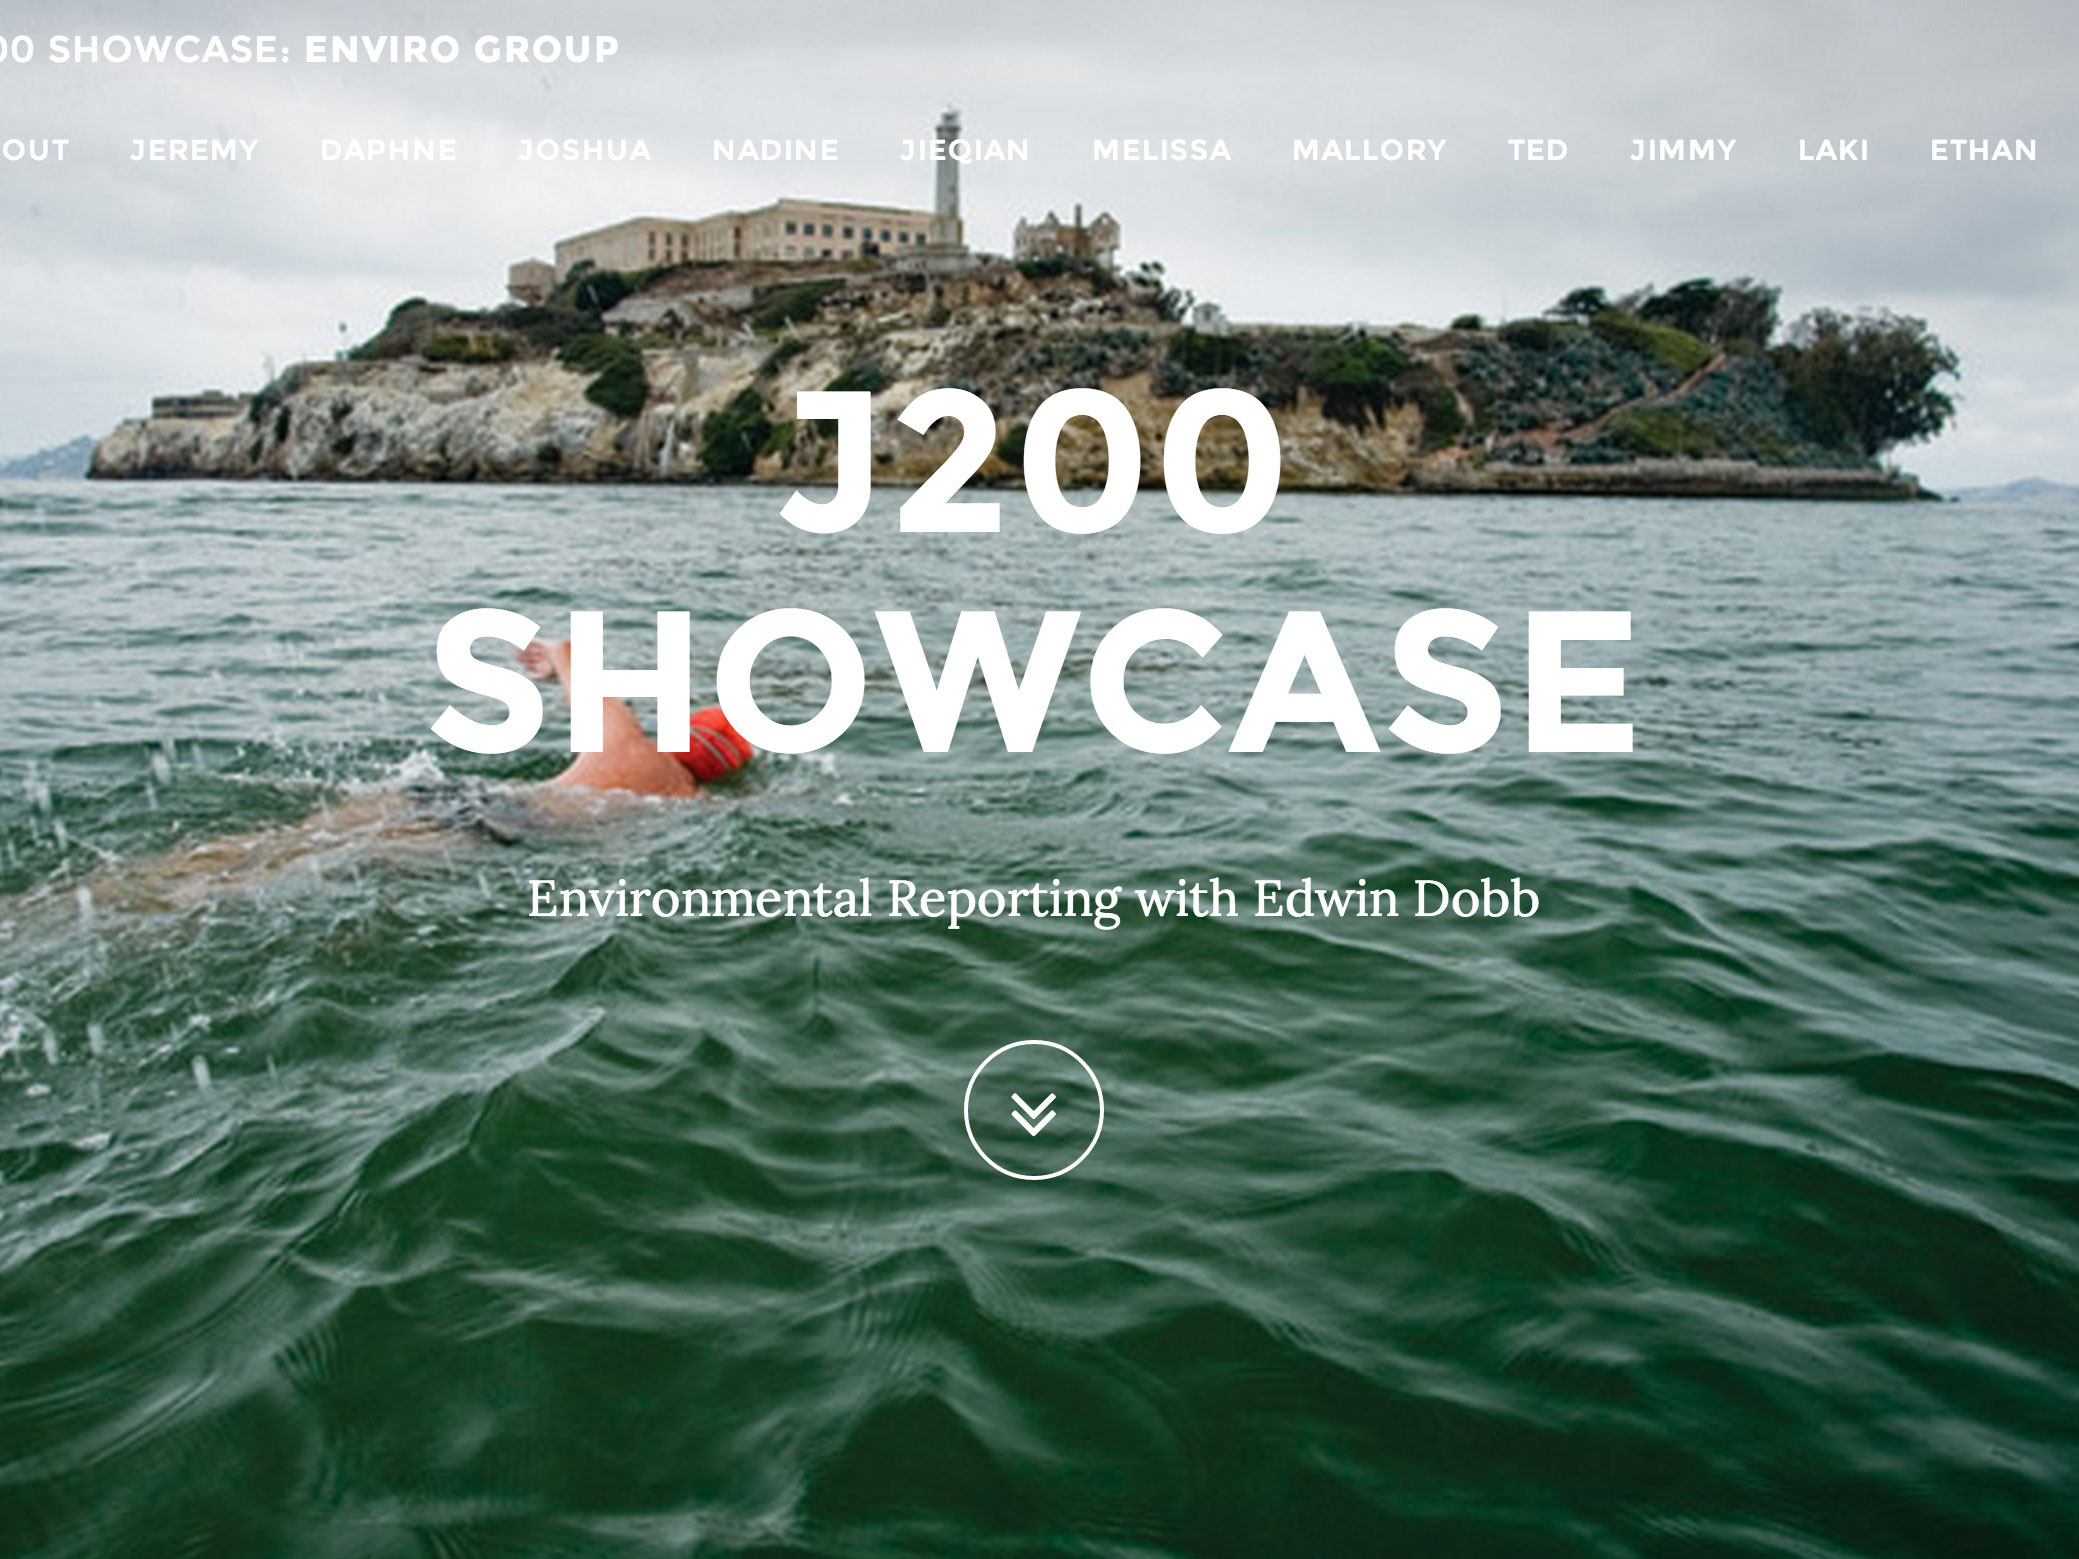 00 SHOWCASE: ENVIRO GROUP
OUT JEREMY DAPHNE JOSHUA NADINE JIEQIAN MELISSA MALLORY TED JIMMY LAKI ETHAN
J200
SHOWCASE
Environmental Reporting with Edwin Dobb